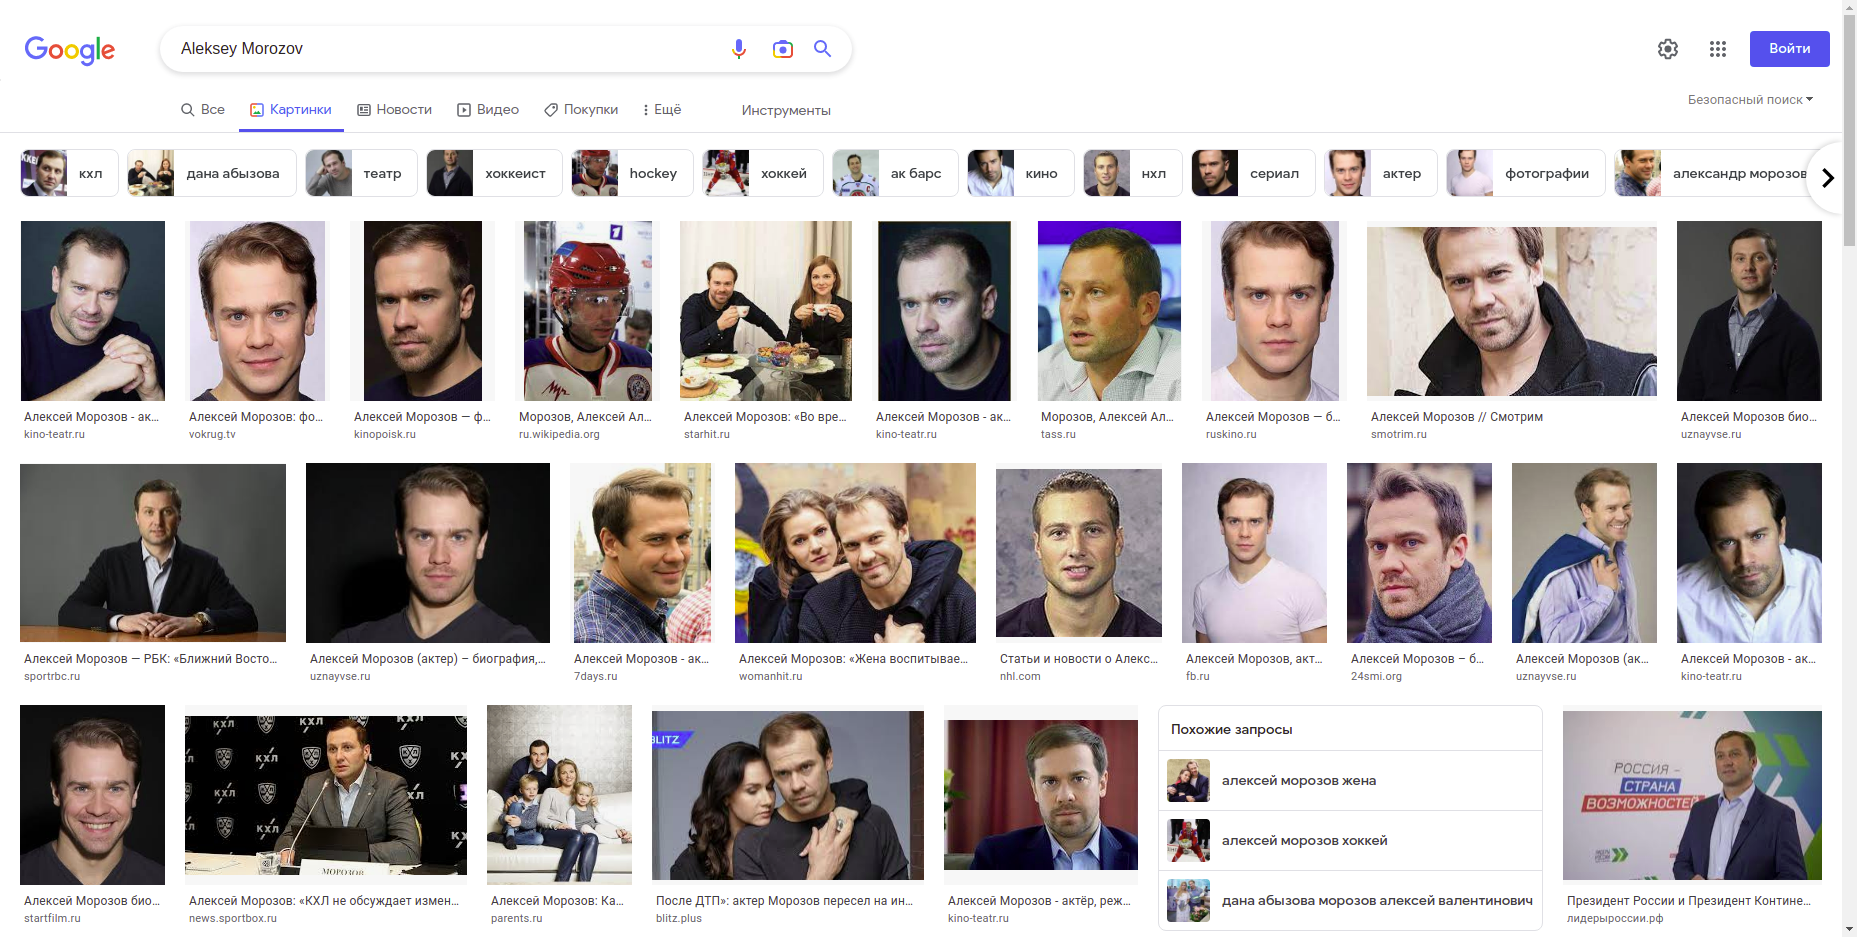 Google
Aleksey Morozov
Войти
Все
Картинки
Новости
Видео
Покупки
Ещё
Инструменты
Безопасный поиск
кхл
дана абызова
театр
хоккеист
hockey
хоккей
ак барс
кино
нхл
сериал
актер
фотографии
александр морозов
Алексей Морозов - ак...
kino-teatr.ru
Алексей Морозов: фо...
vokrug.tv
Алексей Морозов — ф...
kinopoisk.ru
Морозов, Алексей Ал...
ru.wikipedia.org
Алексей Морозов: «Во вре...
starhit.ru
Алексей Морозов - ак...
kino-teatr.ru
Морозов, Алексей Ал...
tass.ru
Алексей Морозов — б...
ruskino.ru
Алексей Морозов // Смотрим
smotrim.ru
Алексей Морозов био...
uznayvse.ru
Алексей Морозов — РБК: «Ближний Восто...
sportrbc.ru
Алексей Морозов (актер) – биография,...
uznayvse.ru
Алексей Морозов - ак...
7days.ru
Алексей Морозов: «Жена воспитывае...
womanhit.ru
Статьи и новости о Алекс...
nhl.com
Алексей Морозов, акт...
fb.ru
Алексей Морозов – б...
24smi.org
Алексей Морозов (ак...
uznayvse.ru
Алексей Морозов - ак...
kino-teatr.ru
КХЛ
КХЛ
КХЛ
КХЛ
МОРОЗОВ
BLITZ
Похожие запросы
алексей морозов жена
алексей морозов хоккей
дана абызова морозов алексей валентинович
РОССИЯ –
СТРАНА
ВОЗМОЖНОСТЕЙ
Алексей Морозов био...
startfilm.ru
Алексей Морозов: «КХЛ не обсуждает измен...
news.sportbox.ru
Алексей Морозов: Ка...
parents.ru
После ДТП»: актер Морозов пересел на ин...
blitz.plus
Алексей Морозов - актёр, реж...
kino-teatr.ru
Президент России и Президент Контине...
лидерыроссии.рф